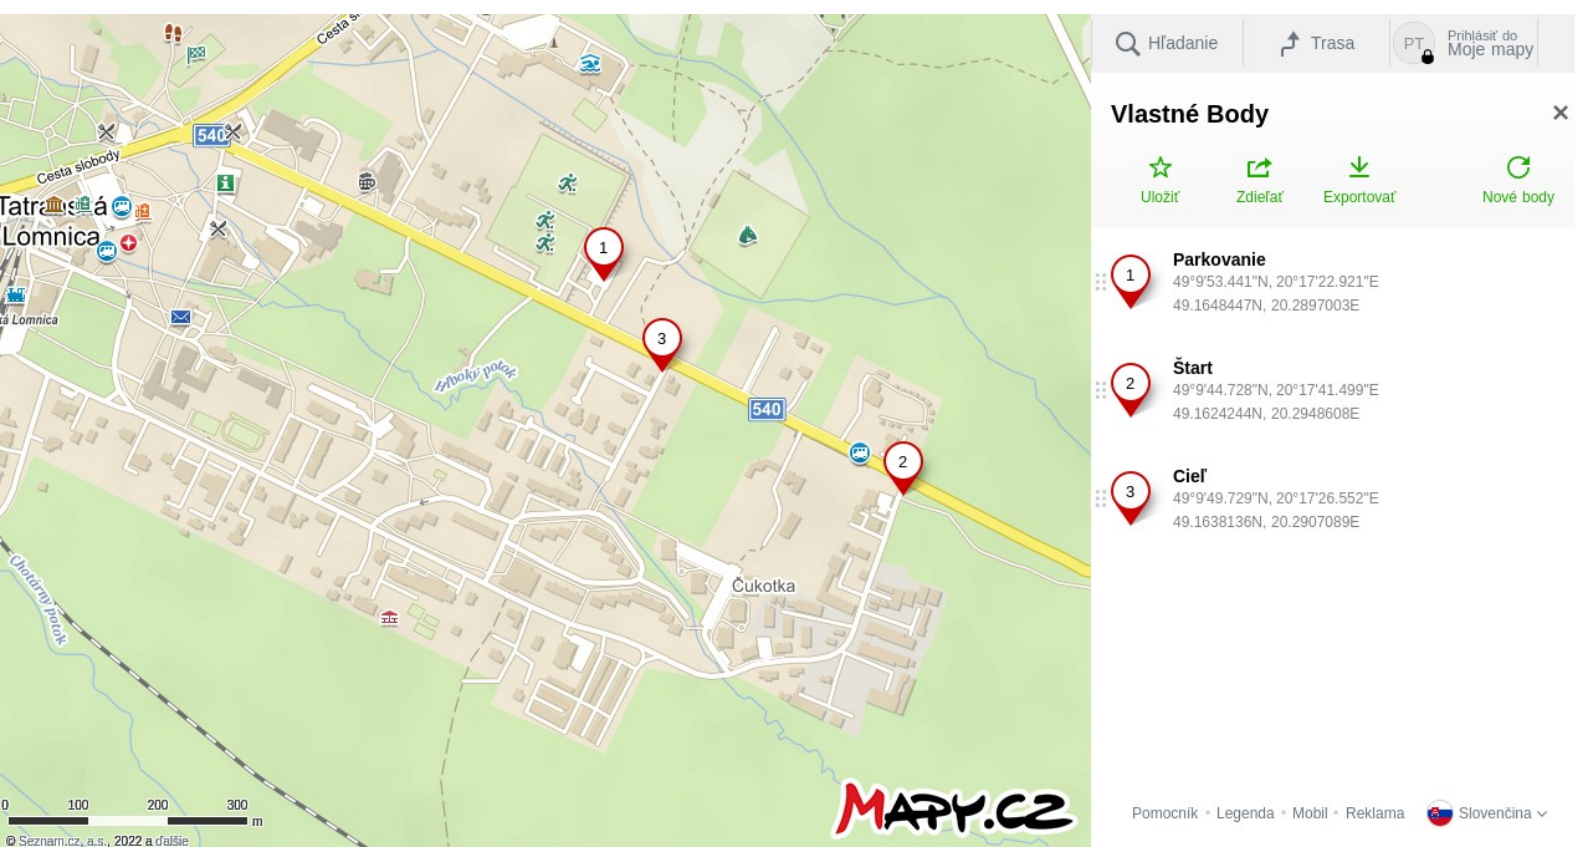 Cesta s
Hľadanie
Trasa
PT
Prihlásiť do
Moje mapy
540
Cesta slobody
Tatranská
Lomnica
Vlastné Body
Uložiť
Zdieľať
Exportovať
Nové body
1
1
Parkovanie
49°9'53.441"N, 20°17'22.921"E
49.1648447N, 20.2897003E
á Lomnica
3
Hlboký potok
2
Štart
49°9'44.728"N, 20°17'41.499"E
49.1624244N, 20.2948608E
540
2
3
Cieľ
49°9'49.729"N, 20°17'26.552"E
49.1638136N, 20.2907089E
Chotárny potok
Čukotka
0 100 200 300 m
MAPY.CZ
© Seznam.cz, a.s., 2022 a ďalšie
Pomocník • Legenda • Mobil • Reklama
Slovenčina